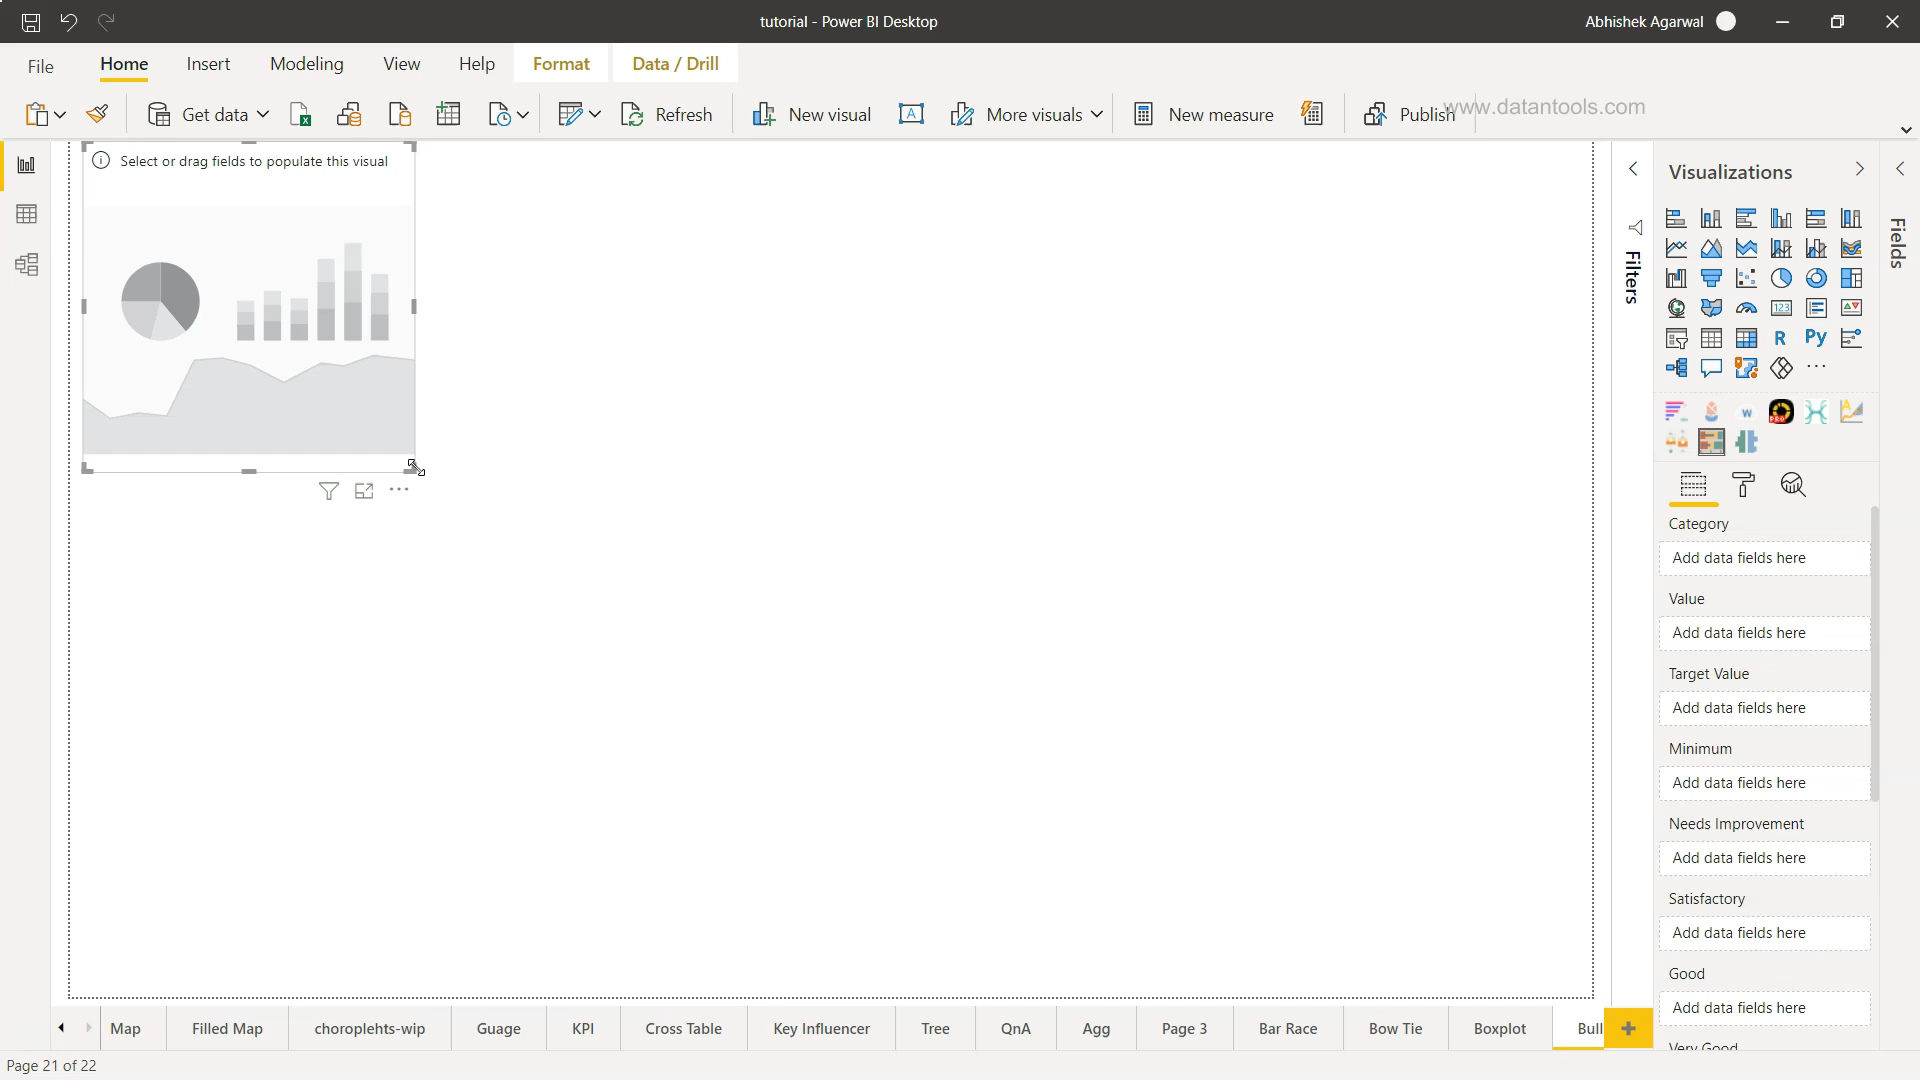 tutorial - Power BI Desktop
Abhishek Agarwal
File
Home
Insert
Modeling
View
Help
Format
Data / Drill
Get data
Refresh
New visual
More visuals
New measure
Publish
www.datantools.com
Select or drag fields to populate this visual
Filters
Visualizations
Fields
123
R
Py
W
PRO
Category
Add data fields here
Value
Add data fields here
Target Value
Add data fields here
Minimum
Add data fields here
Needs Improvement
Add data fields here
Satisfactory
Add data fields here
Good
Add data fields here
Very Good
Map
Filled Map
choroplehts-wip
Guage
KPI
Cross Table
Key Influencer
Tree
QnA
Agg
Page 3
Bar Race
Bow Tie
Boxplot
Bull
Page 21 of 22